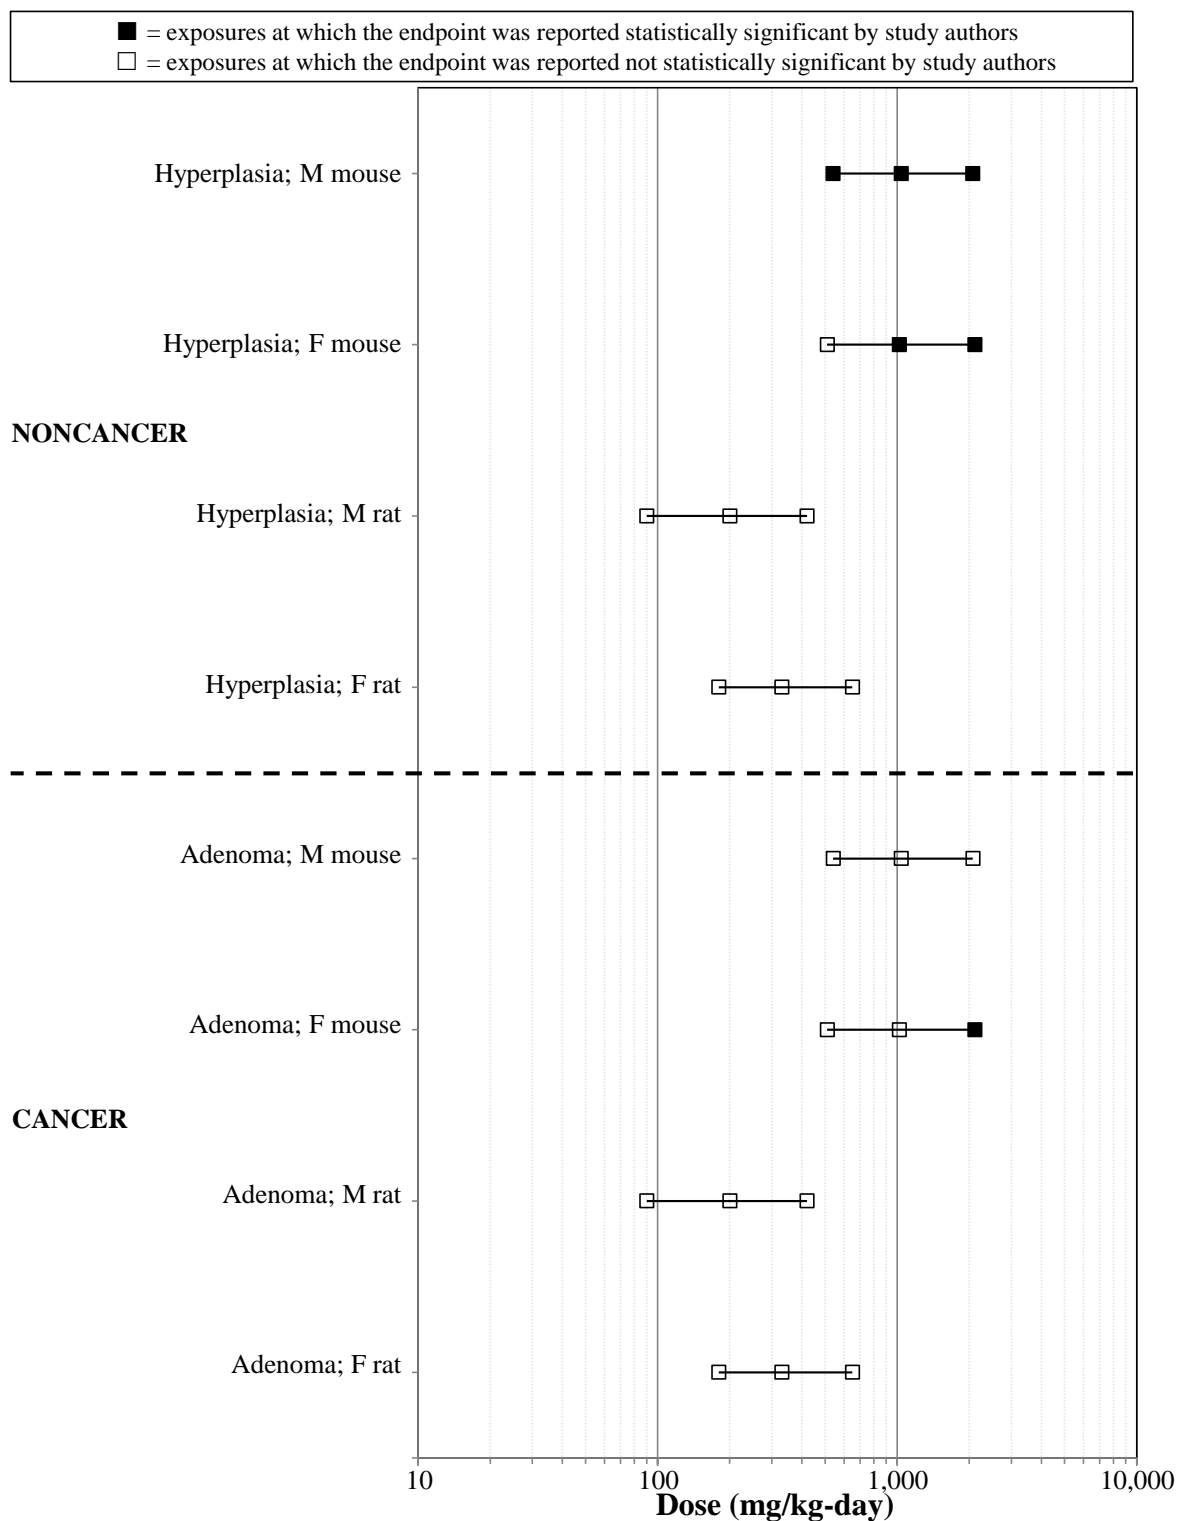 ■ = exposures at which the endpoint was reported statistically significant by study authors
□ = exposures at which the endpoint was reported not statistically significant by study authors
Hyperplasia; M mouse
Hyperplasia; F mouse
NONCANCER
Hyperplasia; M rat
Hyperplasia; F rat
Adenoma; M mouse
Adenoma; F mouse
CANCER
Adenoma; M rat
Adenoma; F rat
10 100 1,000 10,000
Dose (mg/kg-day)